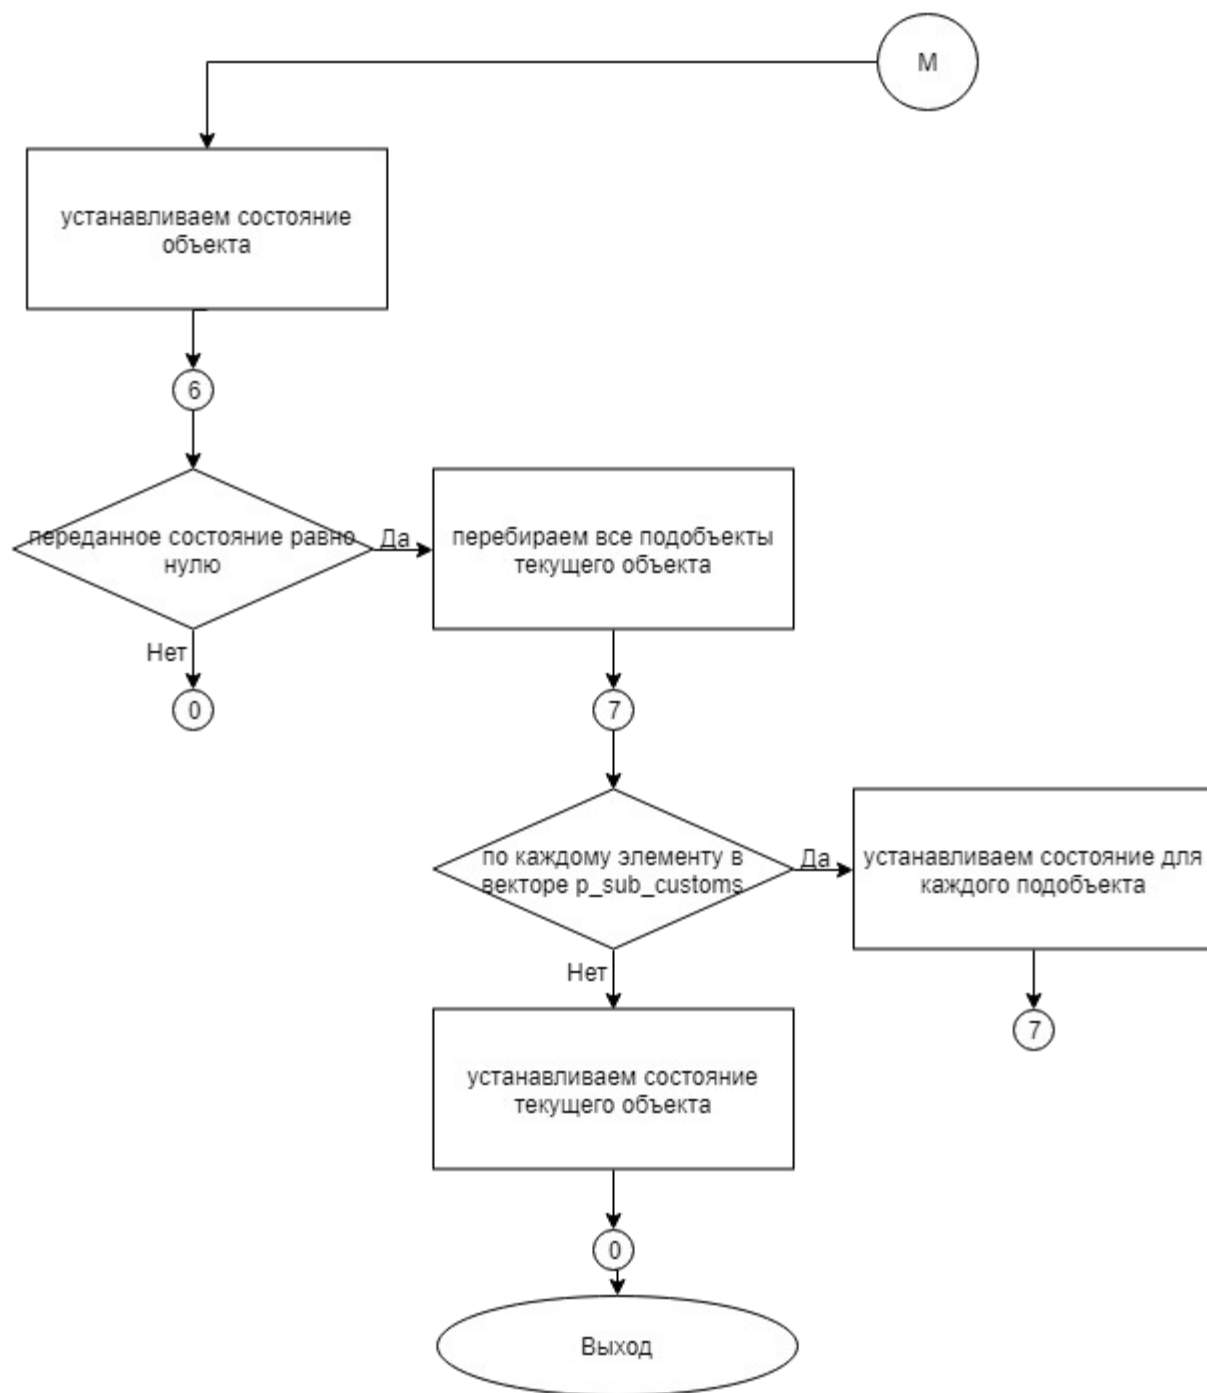 М
устанавливаем состояние
объекта
6
переданное состояние равно
нулю
Да
перебираем все подобъекты
текущего объекта
Нет
0
7
по каждому элементу в
векторе p_sub_customs
Да
устанавливаем состояние для
каждого подобъекта
Нет
7
устанавливаем состояние
текущего объекта
0
Выход